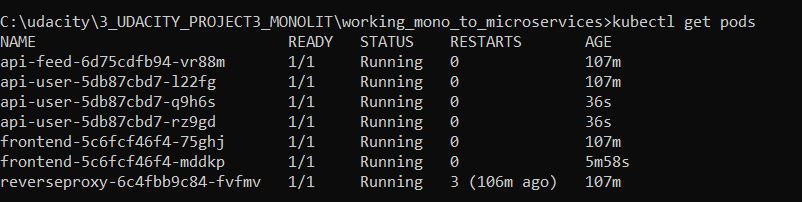 C:\udacity\3_UDACITY_PROJECT3_MONOLIT\working_mono_to_microservices>kubectl get pods
NAME READY STATUS RESTARTS AGE
api-feed-6d75cdfb94-vr88m 1/1 Running 0 107m
api-user-5db87cbd7-l22fg 1/1 Running 0 107m
api-user-5db87cbd7-q9h6s 1/1 Running 0 36s
api-user-5db87cbd7-rz9gd 1/1 Running 0 36s
frontend-5c6fcf46f4-75ghj 1/1 Running 0 107m
frontend-5c6fcf46f4-mddkp 1/1 Running 0 5m58s
reverseproxy-6c4fbb9c84-fvfmv 1/1 Running 3 (106m ago) 107m